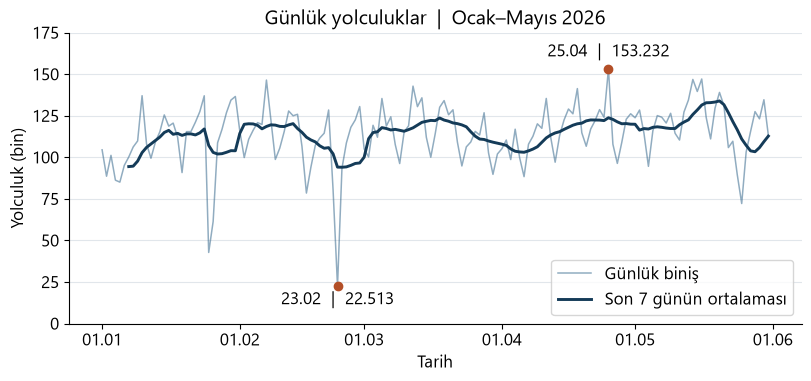 Günlük yolculuklar | Ocak–Mayıs 2026
Yolculuk (bin)
175
150
125
100
75
50
25
0
25.04 | 153.232
23.02 | 22.513
Günlük biniş
Son 7 günün ortalaması
01.01 01.02 01.03 01.04 01.05 01.06
Tarih